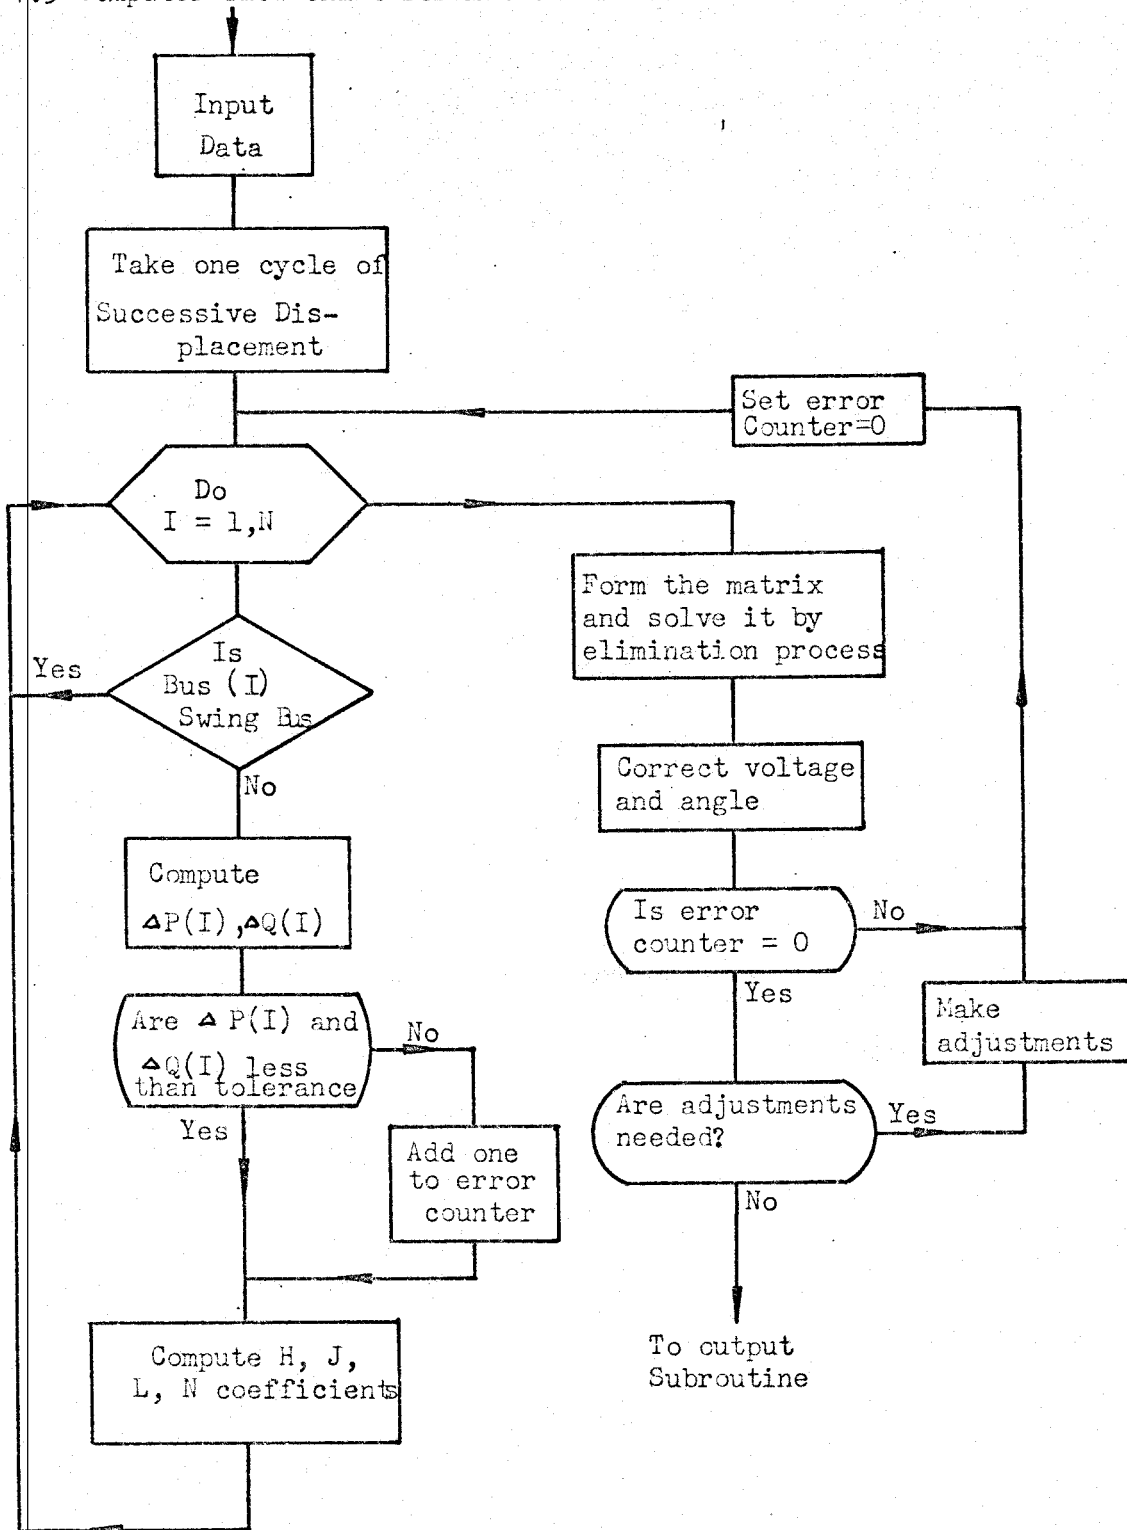 Input
Data
Take one cycle of
Successive Dis-
placement
Set error
Counter=0
Do
I = 1,N
Form the matrix
and solve it by
elimination process
Is
Bus (I)
Swing Bus
Yes
No
Correct voltage
and angle
Compute
ΔP(I),ΔQ(I)
Is error
counter = 0
No
Yes
Make
adjustments
Are Δ P(I) and
ΔQ(I) less
than tolerance
No
Yes
Are adjustments
needed?
Yes
No
Add one
to error
counter
Compute H, J,
L, N coefficients
To output
Subroutine